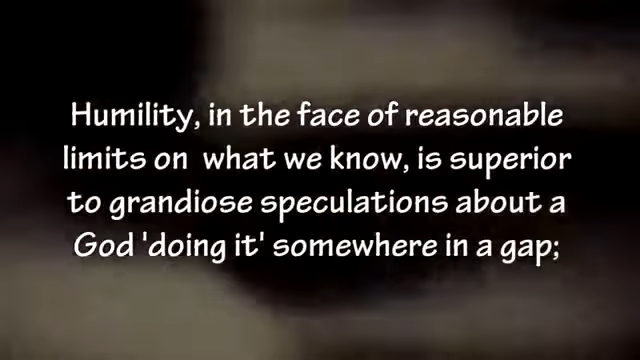 Humility, in the face of reasonable
limits on what we know, is superior
to grandiose speculations about a
God 'doing it' somewhere in a gap;